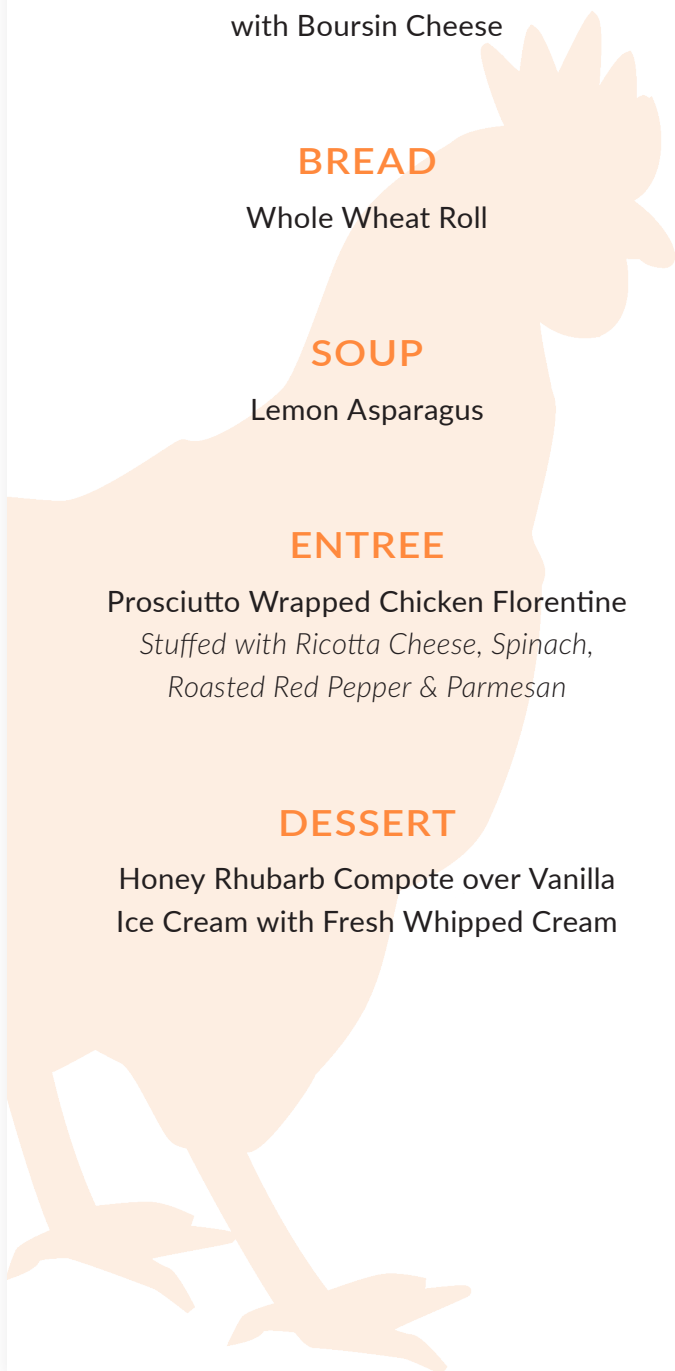 with Boursin Cheese
BREAD
Whole Wheat Roll
SOUP
Lemon Asparagus
ENTREE
Prosciutto Wrapped Chicken Florentine
Stuffed with Ricotta Cheese, Spinach,
Roasted Red Pepper & Parmesan
DESSERT
Honey Rhubarb Compote over Vanilla
Ice Cream with Fresh Whipped Cream